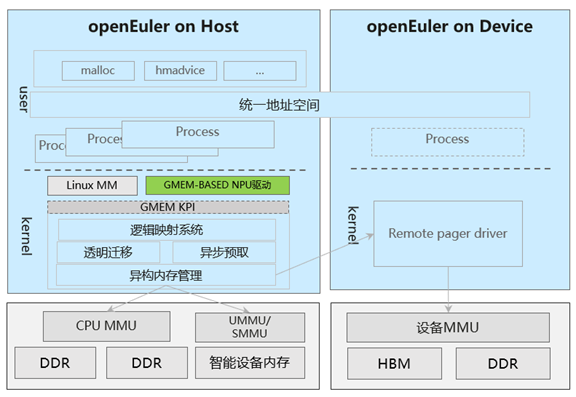 openEuler on Host
openEuler on Device
malloc
hmadvice
...
user
统一地址空间
Process
Process
Process
Proc
Linux MM
GMEM-BASED NPU驱动
GMEM KPI
kernel
逻辑映射系统
透明迁移
异步预取
异构内存管理
kernel
Remote pager driver
CPU MMU
UMMU/
SMMU
设备MMU
DDR
DDR
智能设备内存
HBM
DDR